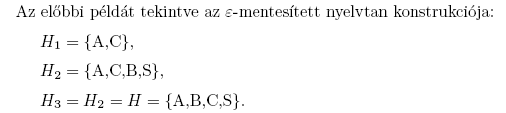 Az előbbi példát tekintve az ε-mentesített nyelvtan konstrukciója:
H₁ = {A,C},
H₂ = {A,C,B,S},
H₃ = H₂ = H = {A,B,C,S}.